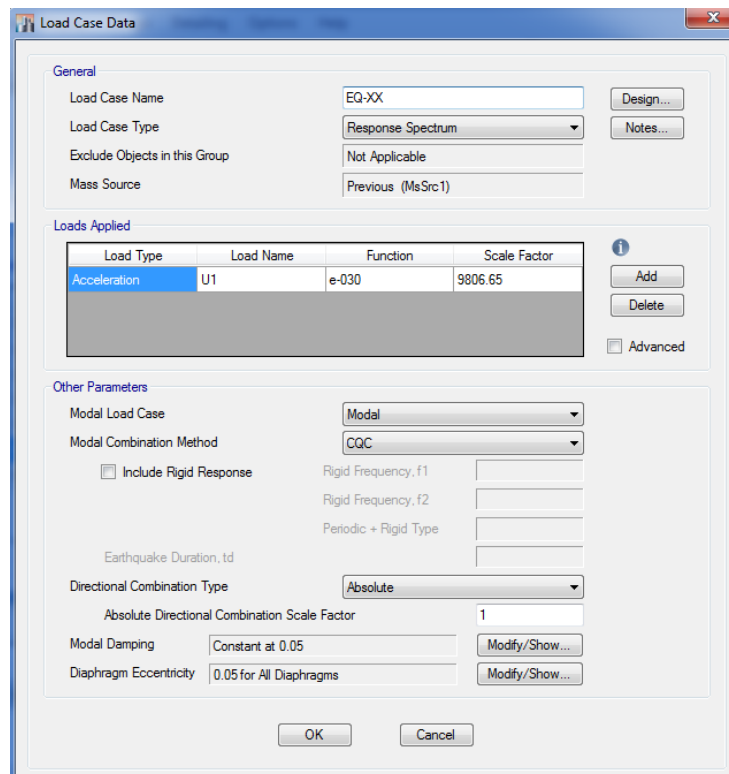 Load Case Data
General
Load Case Name EQ-XX Design...
Load Case Type Response Spectrum Notes...
Exclude Objects in this Group Not Applicable
Mass Source Previous (MsSrc1)
Loads Applied
Load Type Load Name Function Scale Factor
Acceleration U1 e-030 9806.65
Add
Delete
Advanced
Other Parameters
Modal Load Case Modal
Modal Combination Method CQC
Include Rigid Response Rigid Frequency, f1
Rigid Frequency, f2
Periodic + Rigid Type
Earthquake Duration, td
Directional Combination Type Absolute
Absolute Directional Combination Scale Factor 1
Modal Damping Constant at 0.05 Modify/Show...
Diaphragm Eccentricity 0.05 for All Diaphragms Modify/Show...
OK Cancel